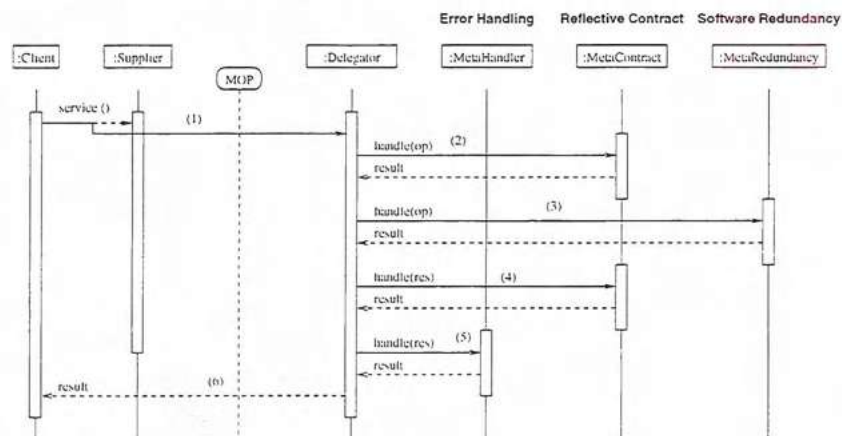 Error Handling Reflective Contract Software Redundancy
:Client :Supplier :Delegator :MetaHandler :MetaContract :MetaRedundancy
MOP
service ()
(1)
handle(op) (2)
result
handle(op) (3)
result
handle(res) (4)
result
handle(res) (5)
result
result (6)